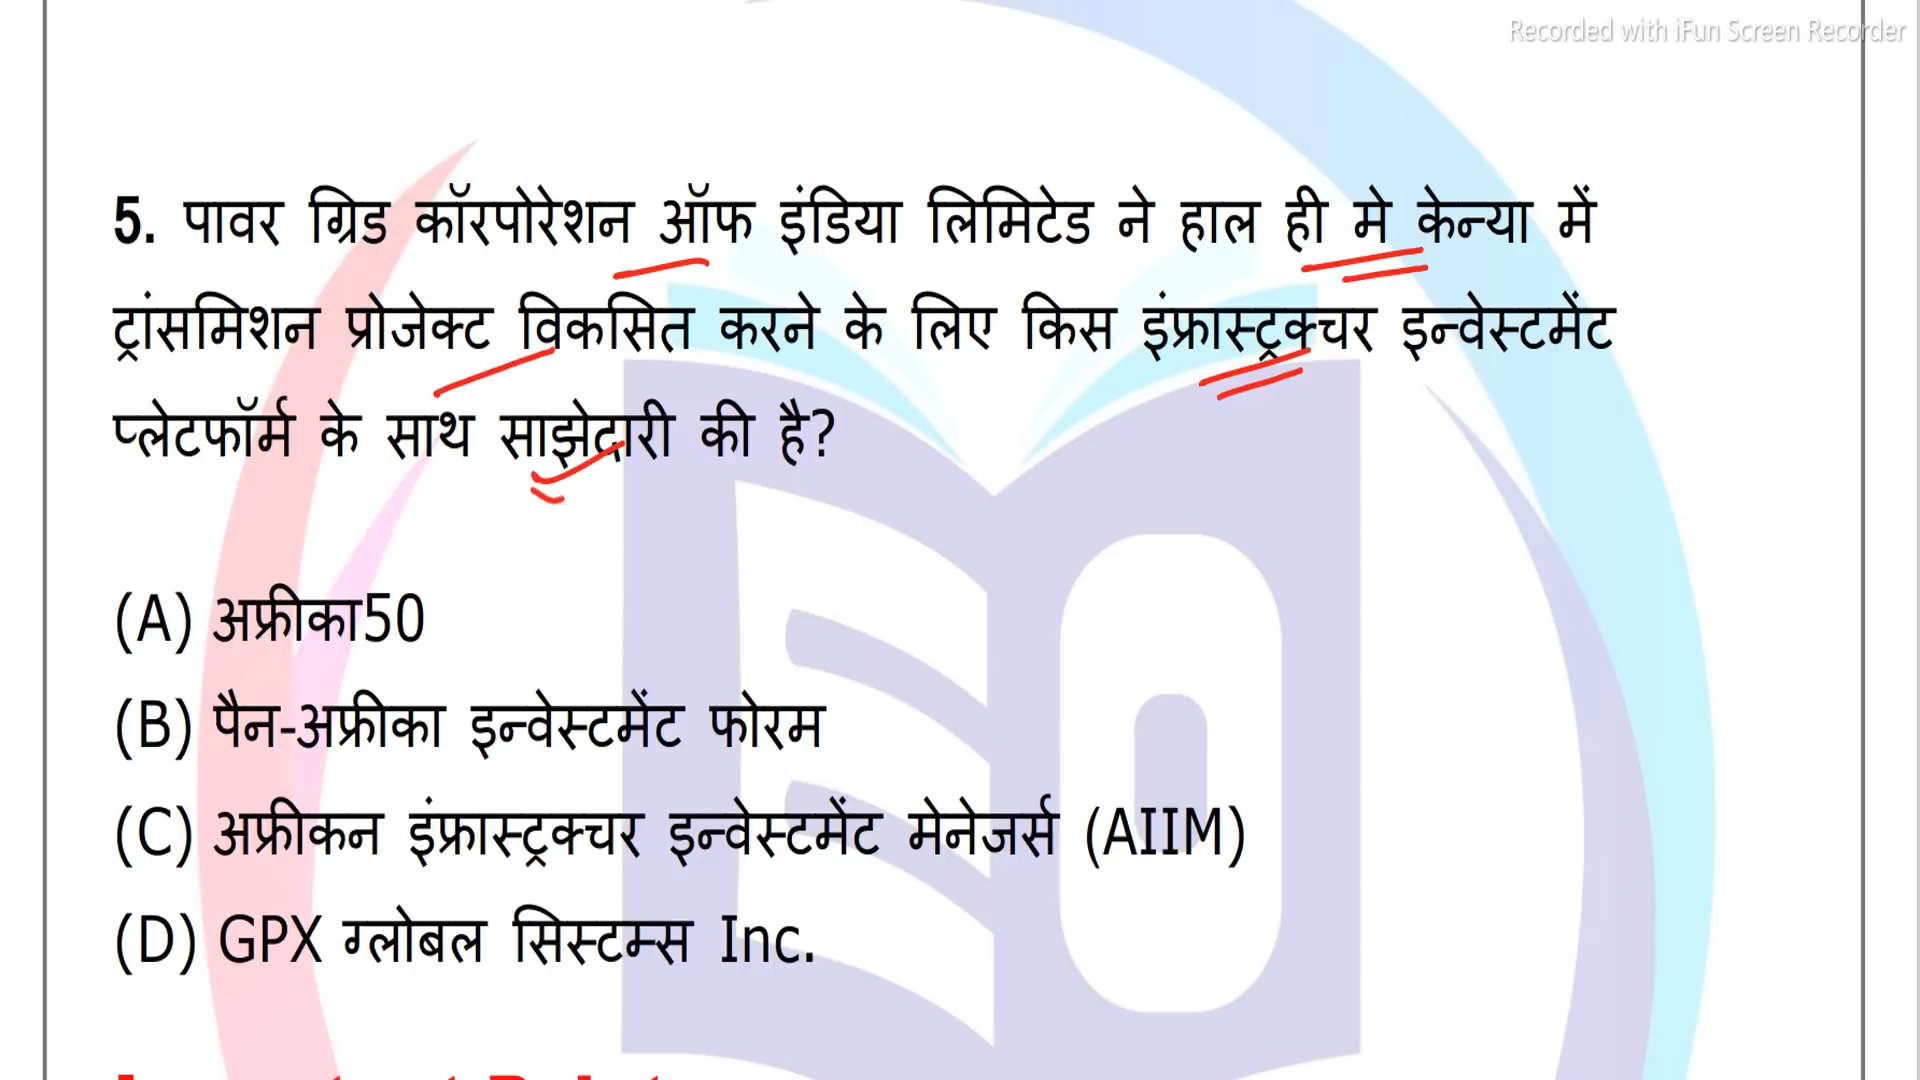 Recorded with iFun Screen Recorder
5. पावर ग्रिड कॉरपोरेशन ऑफ इंडिया लिमिटेड ने हाल ही मे केन्या में
ट्रांसमिशन प्रोजेक्ट विकसित करने के लिए किस इंफ्रास्ट्रक्चर इन्वेस्टमेंट
प्लेटफॉर्म के साथ साझेदारी की है?
(A) अफ्रीका50
(B) पैन-अफ्रीका इन्वेस्टमेंट फोरम
(C) अफ्रीकन इंफ्रास्ट्रक्चर इन्वेस्टमेंट मेनेजर्स (AIIM)
(D) GPX ग्लोबल सिस्टम्स Inc.